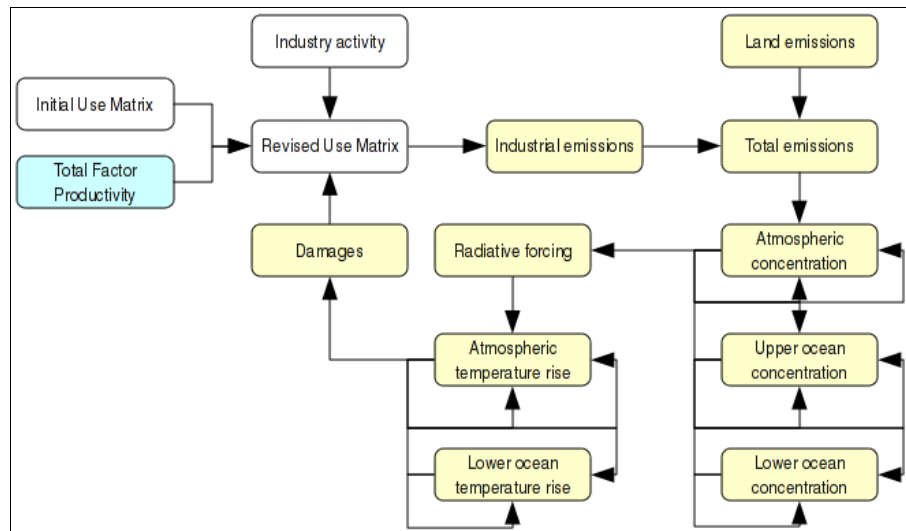 Industry activity
Land emissions
Initial Use Matrix
Revised Use Matrix
Industrial emissions
Total emissions
Total Factor
Productivity
Damages
Radiative forcing
Atmospheric
concentration
Atmospheric
temperature rise
Upper ocean
concentration
Lower ocean
temperature rise
Lower ocean
concentration